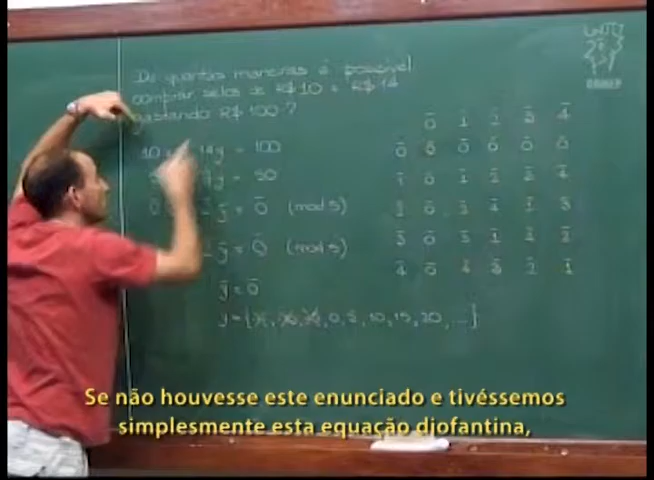 De quantas maneiras é possível
comprar selos de R$10 e R$14
gastando R$ 100 ?
14y = 100
7y = 50
ȳ = 0̄ (mod 5)
ȳ = 0̄ (mod 5)
ȳ = 0̄
y = { 0, 5, 10, 15, 20, ...}
0̄ 1̄ 2̄ 3̄ 4̄
0̄ 0̄ 0̄ 0̄ 0̄ 0̄
1̄ 0̄ 1̄ 2̄ 3̄ 4̄
2̄ 0̄ 2̄ 4̄ 1̄ 3̄
3̄ 0̄ 3̄ 1̄ 4̄ 2̄
4̄ 0̄ 4̄ 3̄ 2̄ 1̄
OBMEP
Se não houvesse este enunciado e tivéssemos
simplesmente esta equação diofantina,